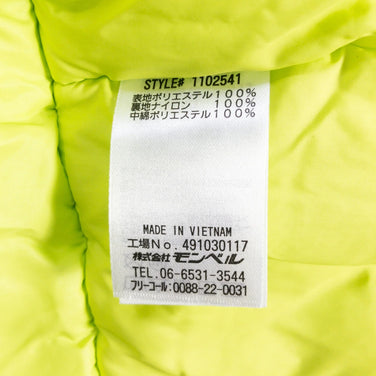 STYLE# 1102541
表地ポリエステル100%
裏地ナイロン 100%
中綿ポリエステル100%
MADE IN VIETNAM
工場No. 491030117
株式会社モンベル
TEL. 06-6531-3544
フリーコール:0088-22-0031